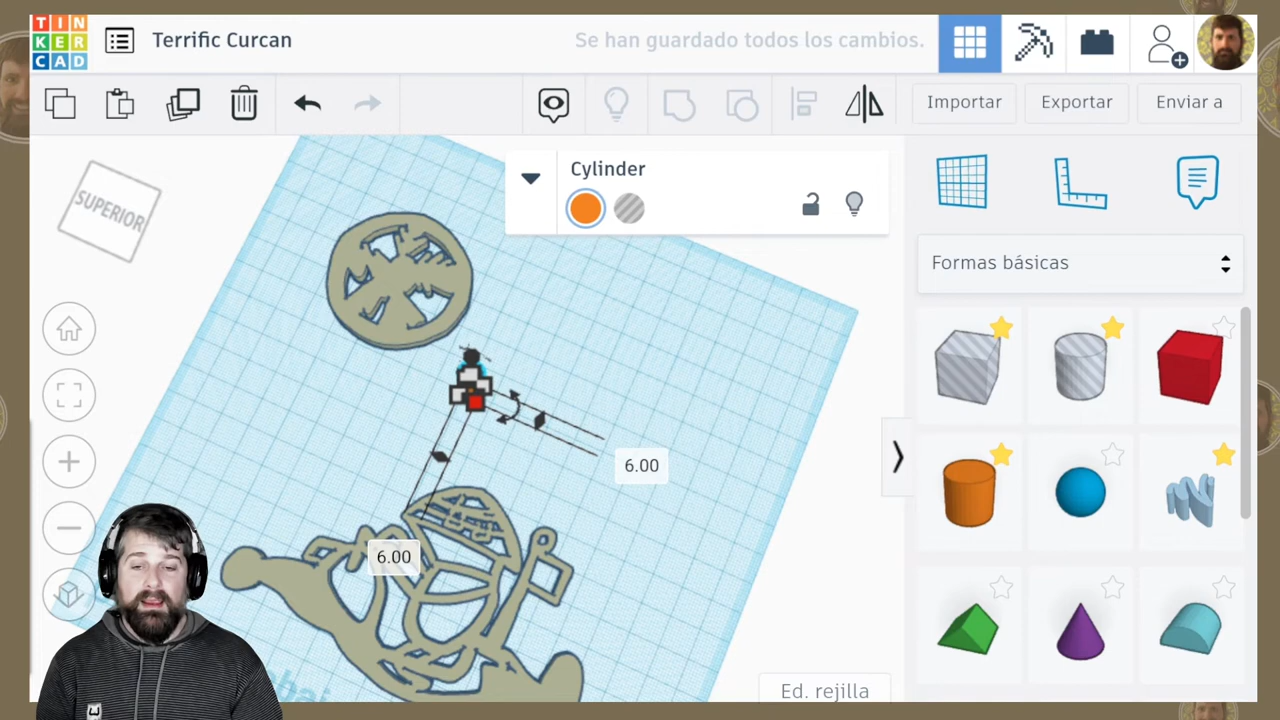 TIN
KER
CAD
Terrific Curcan
Se han guardado todos los cambios.
Importar
Exportar
Enviar a
SUPERIOR
Cylinder
Formas básicas
6.00
6.00
Ed. rejilla